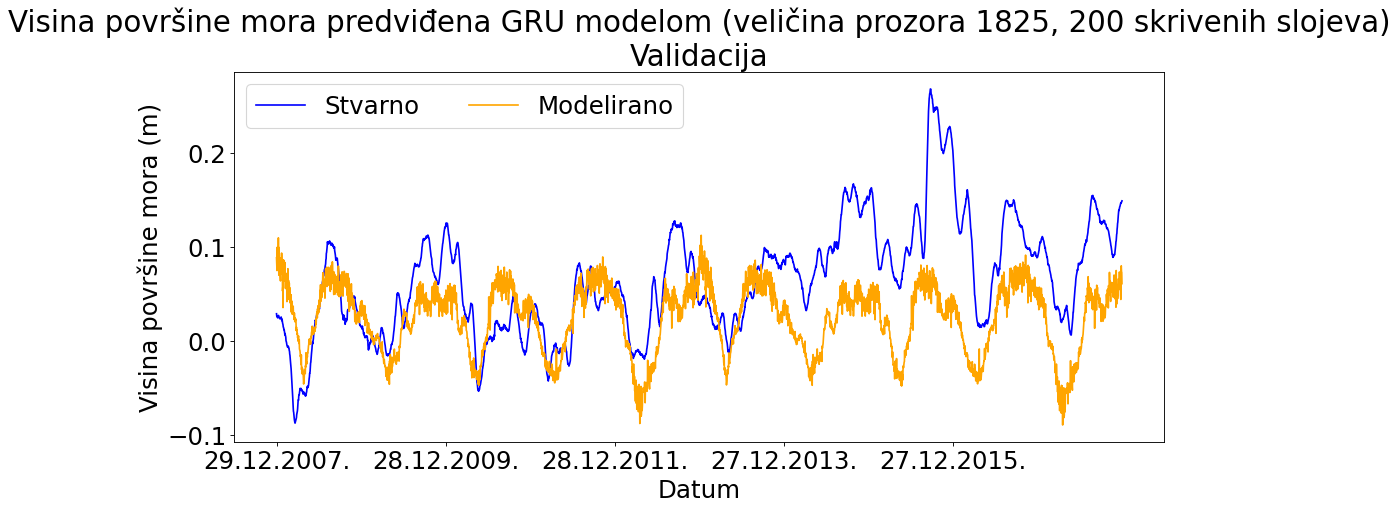 Visina površine mora predviđena GRU modelom (veličina prozora 1825, 200 skrivenih slojeva)
Validacija
Stvarno Modelirano
Visina površine mora (m)
0.2
0.1
0.0
−0.1
29.12.2007. 28.12.2009. 28.12.2011. 27.12.2013. 27.12.2015.
Datum